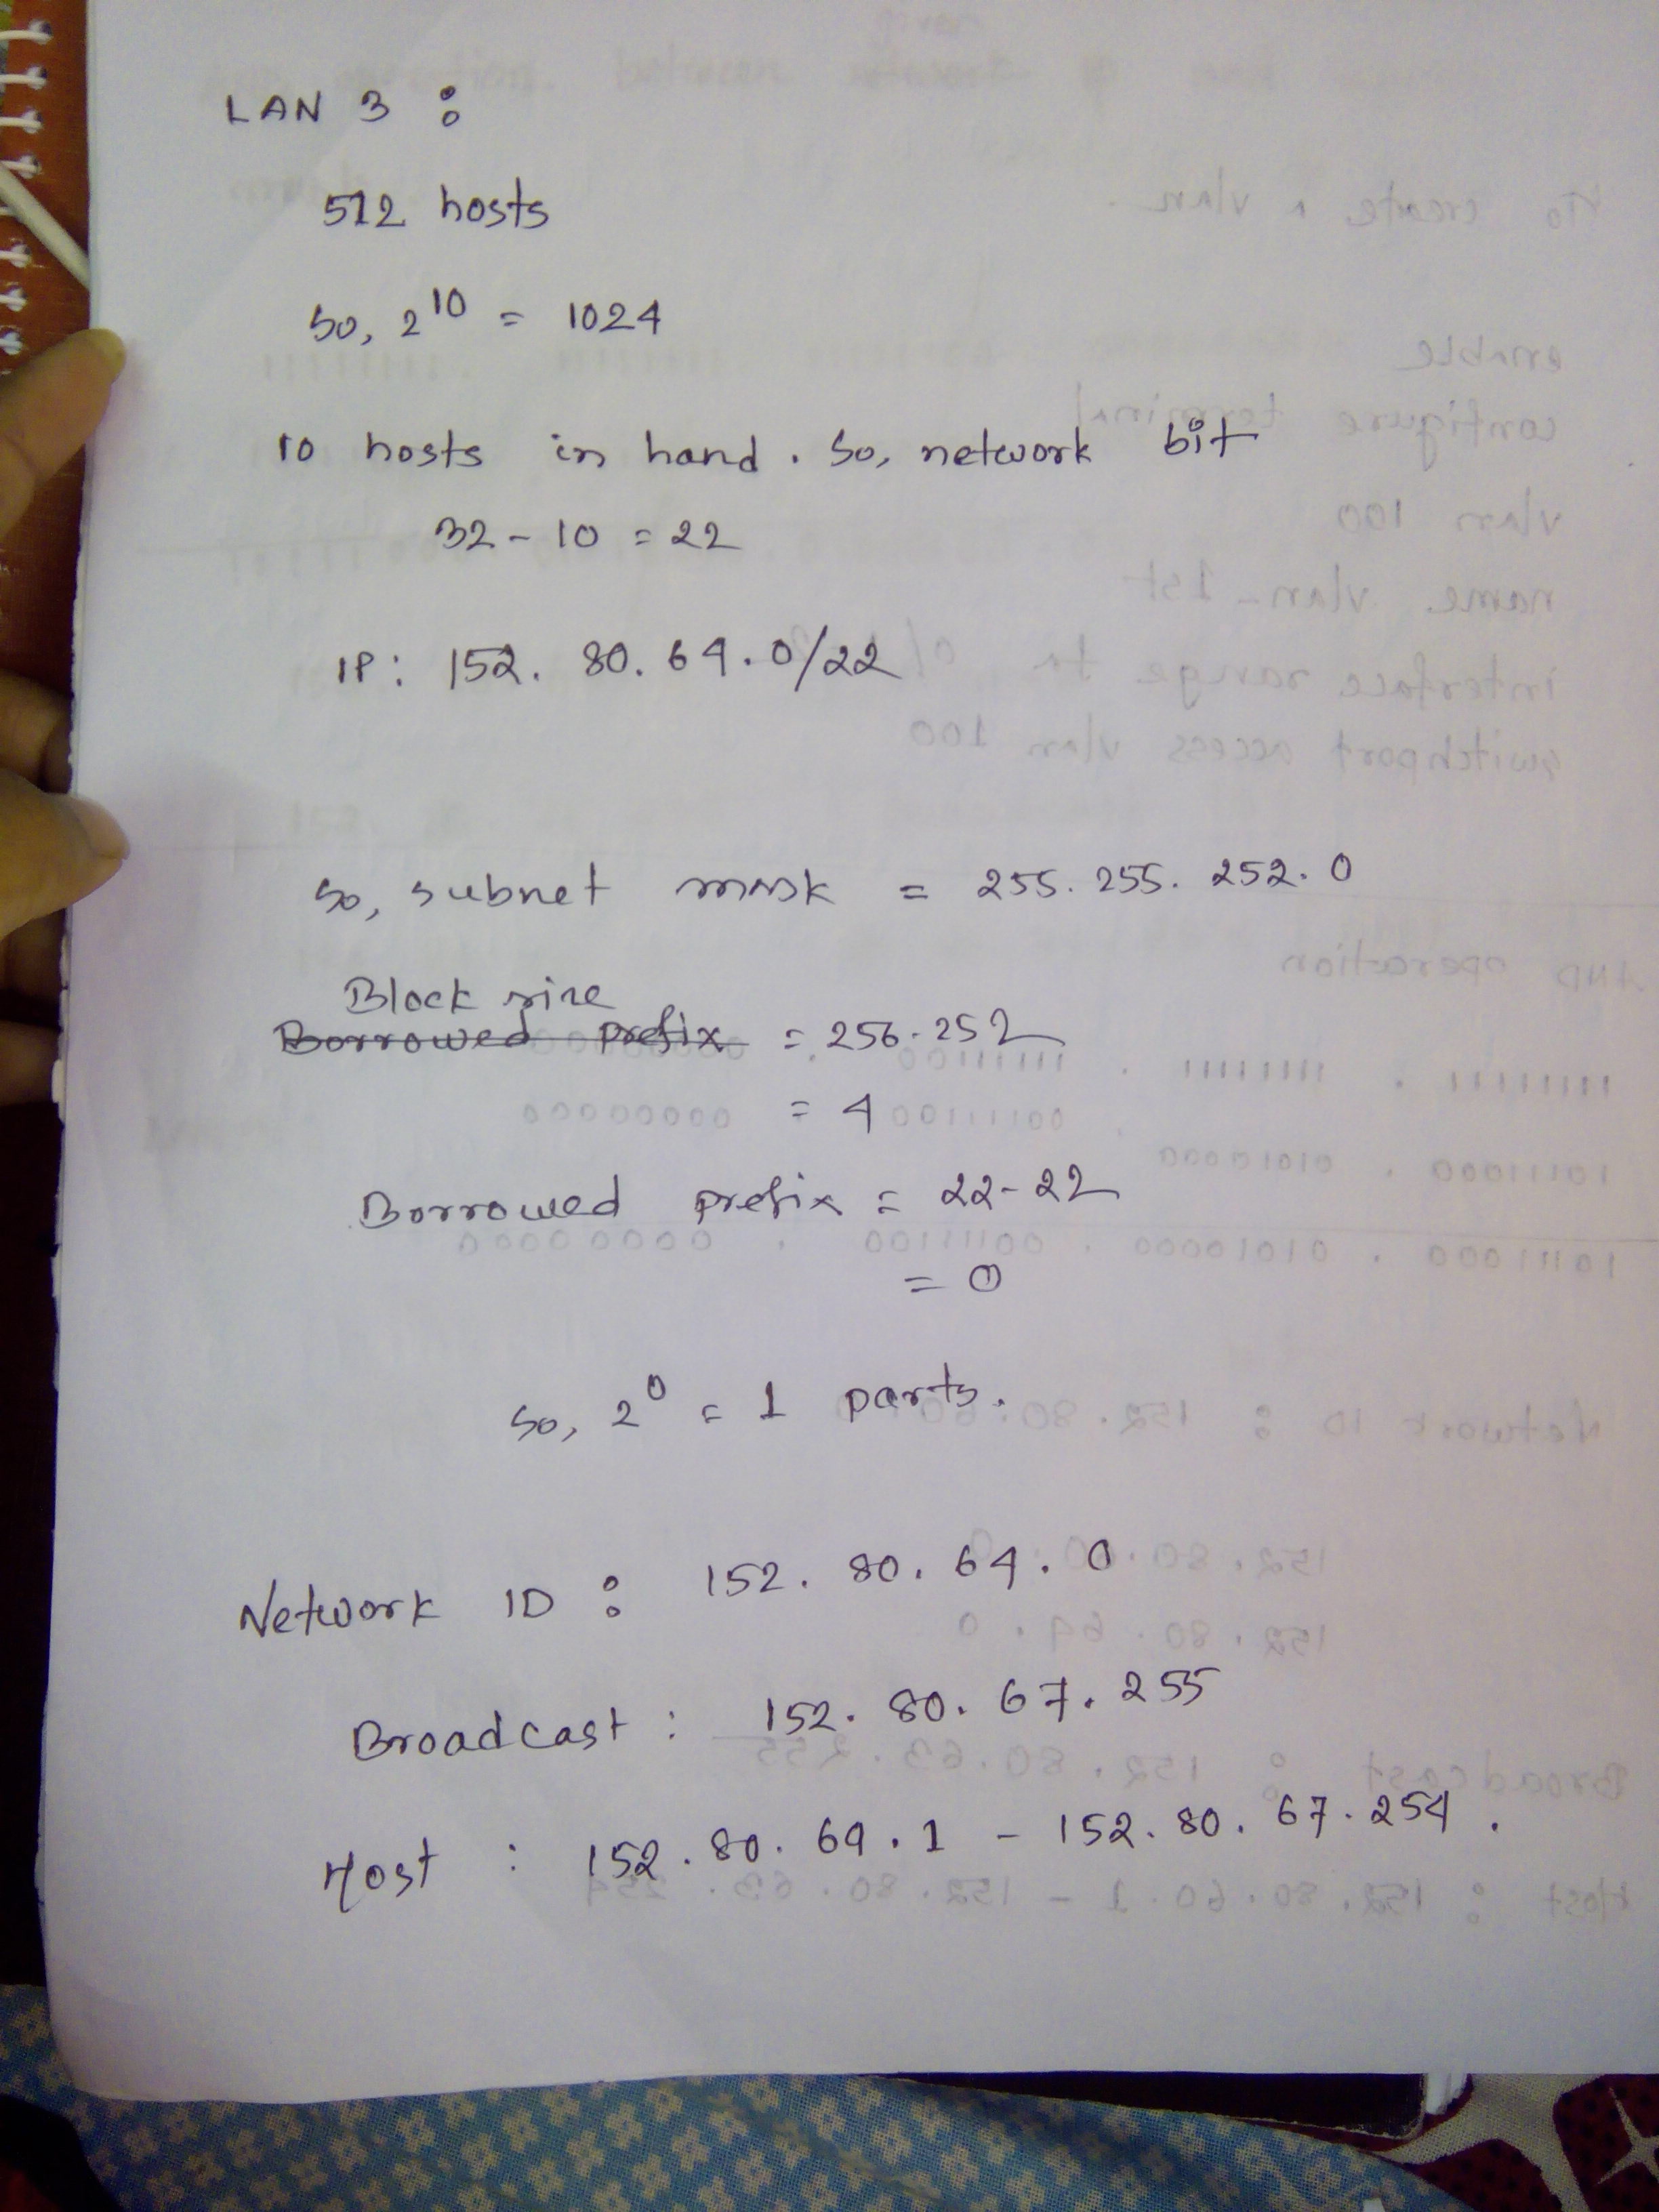 LAN 3 :
512 hosts
So, 2^10 = 1024
10 hosts in hand. So, network bit
32 - 10 = 22
IP: 152. 80. 64. 0/22
So, subnet mask = 255. 255. 252. 0
Block size
Borrowed prefix = 256-252
= 4
Borrowed prefix = 22-22
= 0
So, 2^0 = 1 parts.
Network ID : 152. 80. 64. 0
Broadcast : 152. 80. 67. 255
Host : 152. 80. 64. 1 - 152. 80. 67. 254.